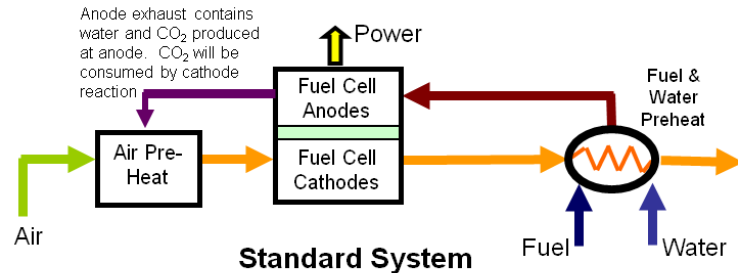 Anode exhaust contains
water and CO₂ produced
at anode.  CO₂ will be
consumed by cathode
reaction
Power
Fuel Cell
Anodes
Fuel &
Water
Preheat
Air Pre-
Heat
Fuel Cell
Cathodes
Air
Fuel
Water
Standard System